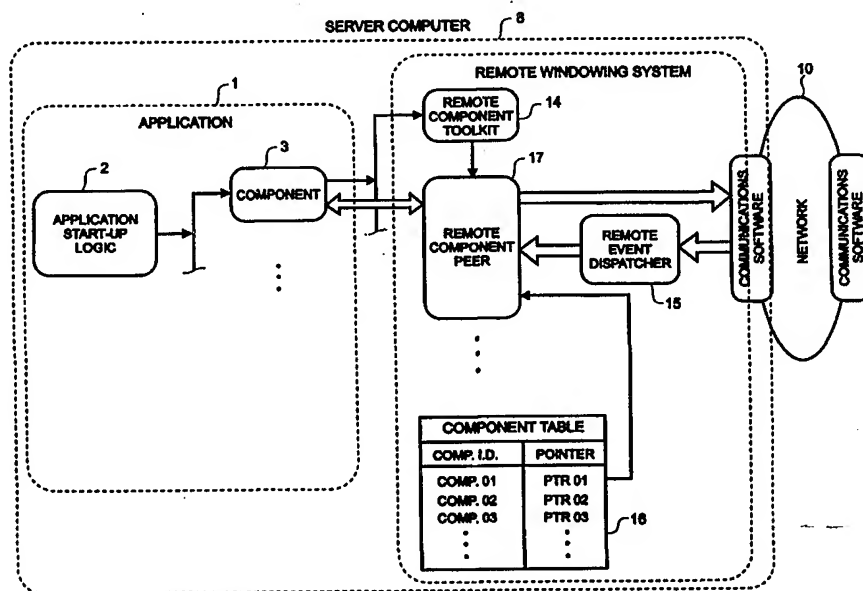 SERVER COMPUTER
8
REMOTE WINDOWING SYSTEM
1
APPLICATION
2
APPLICATION
START-UP
LOGIC
3
COMPONENT
REMOTE
COMPONENT
TOOLKIT
14
17
REMOTE
COMPONENT
PEER
REMOTE
EVENT
DISPATCHER
15
10
COMMUNICATIONS
SOFTWARE
NETWORK
COMMUNICATIONS
SOFTWARE
COMPONENT TABLE
COMP. I.D. POINTER
COMP. 01 PTR 01
COMP. 02 PTR 02
COMP. 03 PTR 03
16